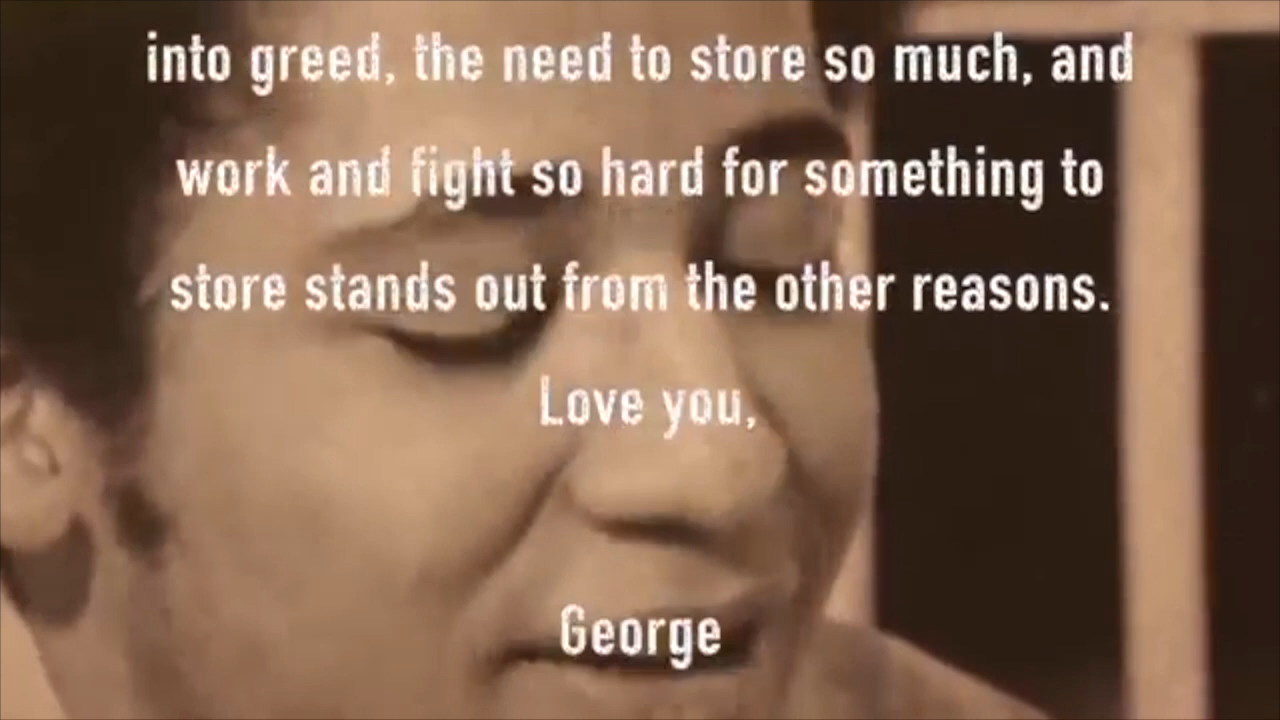 into greed, the need to store so much, and
work and fight so hard for something to
store stands out from the other reasons.
Love you,
George